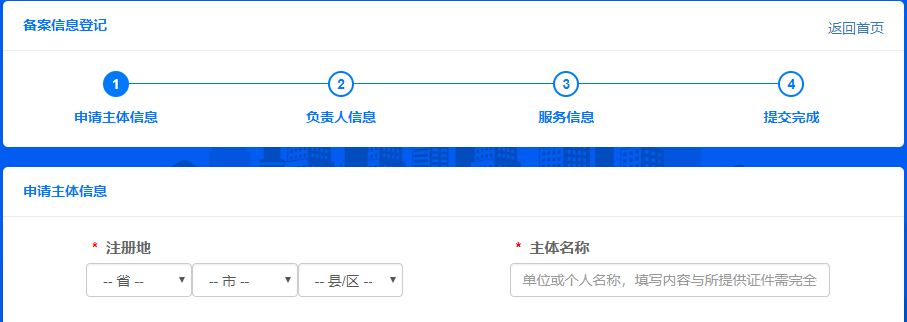 备案信息登记
返回首页
1 2 3 4
申请主体信息 负责人信息 服务信息 提交完成
申请主体信息
* 注册地 * 主体名称
-- 省 -- -- 市 -- -- 县/区 -- 单位或个人名称，填写内容与所提供证件需完全